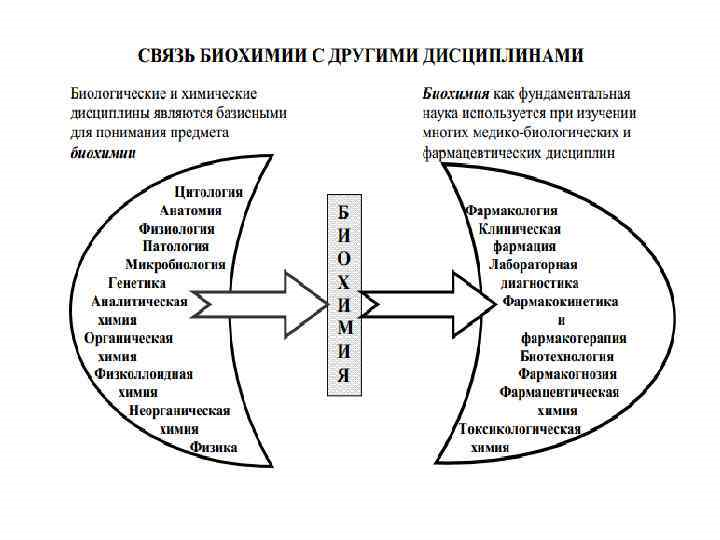 СВЯЗЬ БИОХИМИИ С ДРУГИМИ ДИСЦИПЛИНАМИ
Биологические и химические
дисциплины являются базисными
для понимания предмета
биохимии
Биохимия как фундаментальная
наука используется при изучении
многих медико-биологических и
фармацевтических дисциплин
Цитология
Анатомия
Физиология
Патология
Микробиология
Генетика
Аналитическая
химия
Органическая
химия
Физколлоидная
химия
Неорганическая
химия
Физика
Б
И
О
Х
И
М
И
Я
Фармакология
Клиническая
фармация
Лабораторная
диагностика
Фармакокинетика
и
фармакотерапия
Биотехнология
Фармакогнозия
Фармацевтическая
химия
Токсикологическая
химия